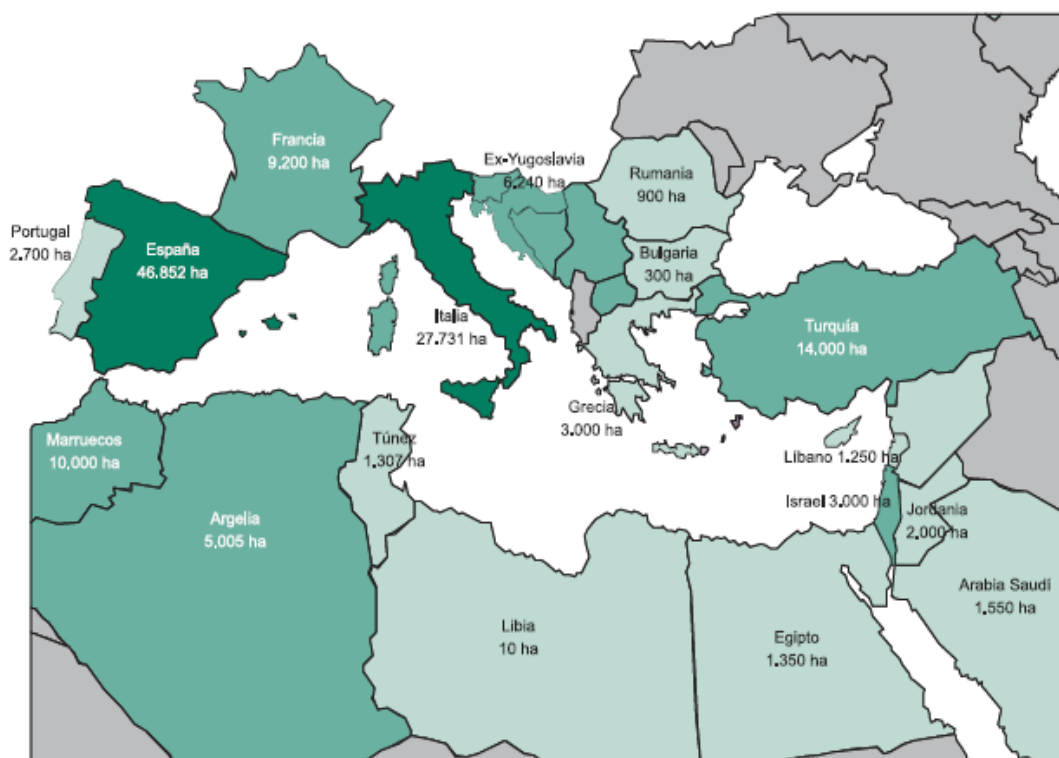 Francia
9,200 ha
Ex-Yugoslavia
6.240 ha
Rumania
900 ha
Portugal
2.700 ha
España
46.852 ha
Bulgaria
300 ha
Italia
27.731 ha
Turquía
14,000 ha
Grecia
3.000 ha
Marruecos
10,000 ha
Túnez
1.307 ha
Líbano 1.250 ha
Israel 3.000 ha
Jordania
2,000 ha
Argelia
5,005 ha
Arabia Saudí
1.550 ha
Libia
10 ha
Egipto
1.350 ha